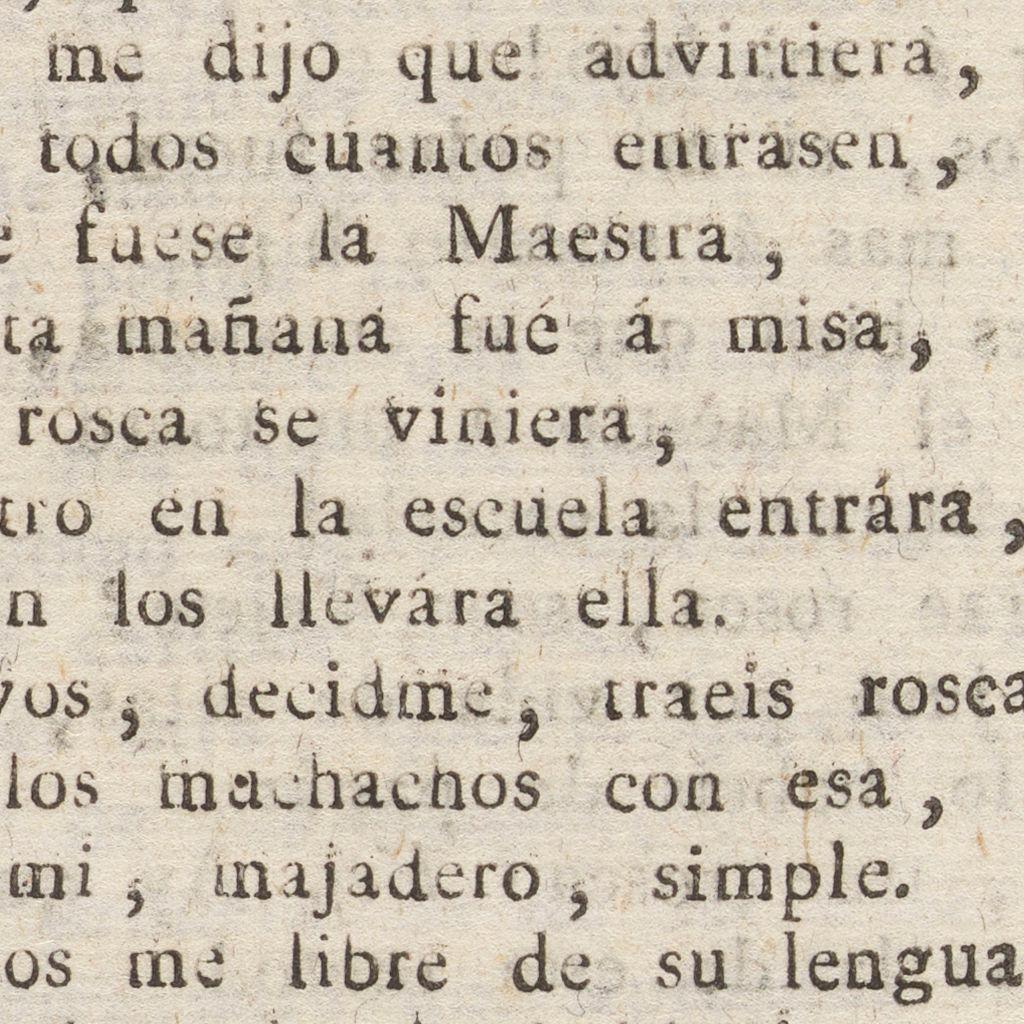 me dijo que advirtiera,
todos cuantos entrasen,
fuese la Maestra,
ta mañana fué á misa,
rosca se viniera,
tro en la escuela entrára,
n los llevára ella.
vos, decidme, traeis rosca
los machachos con esa,
mi, majadero, simple.
os me libre de su lengua